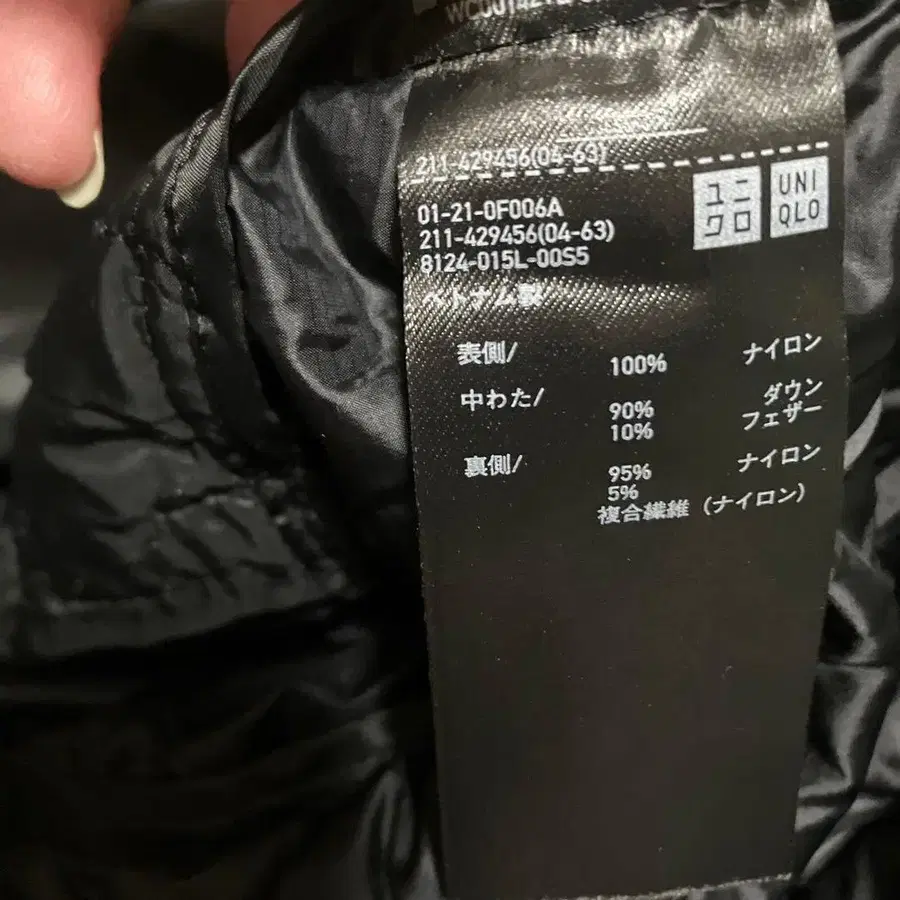 211-429456(04-63)
ユニクロ
UNI
QLO
01-21-0F006A
211-429456(04-63)
8124-015L-00S5
ベトナム製
表側/ 100% ナイロン
中わた/ 90% ダウン
10% フェザー
裏側/ 95% ナイロン
5%
複合繊維(ナイロン)